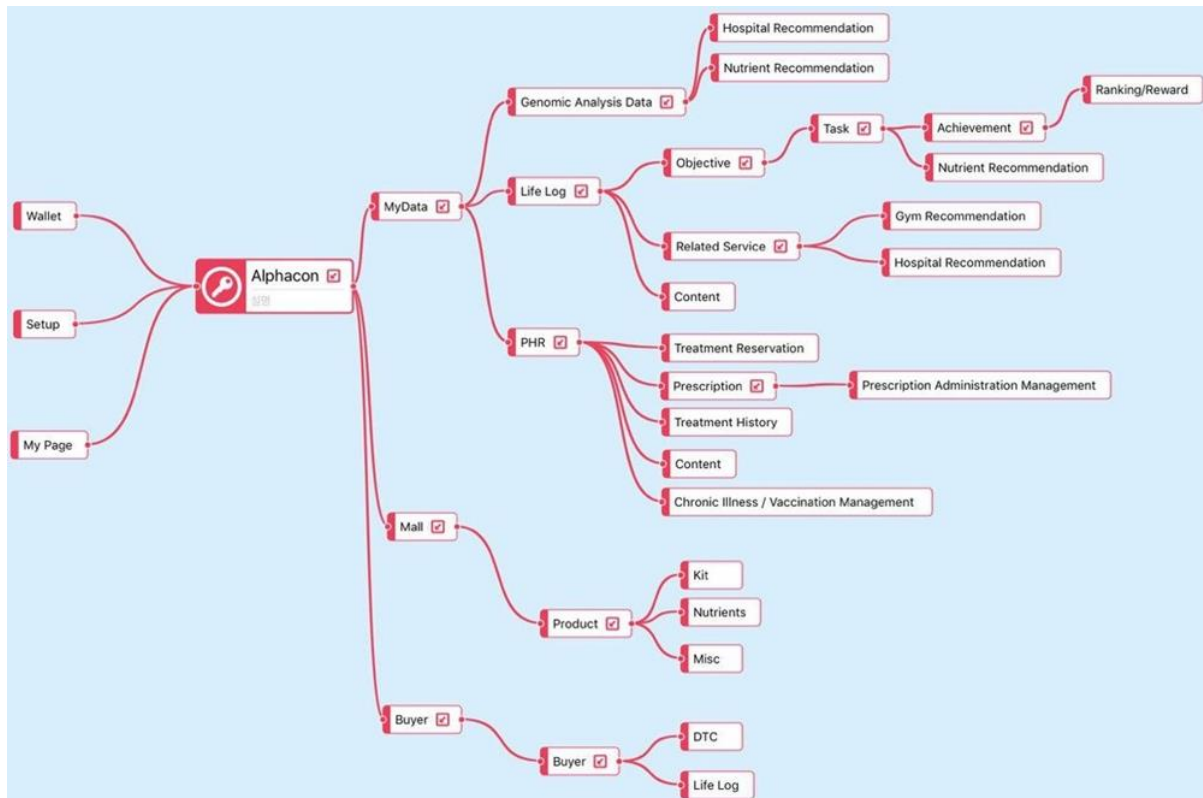 Hospital Recommendation
Nutrient Recommendation
Genomic Analysis Data
Ranking/Reward
Task
Achievement
Objective
Nutrient Recommendation
Life Log
MyData
Gym Recommendation
Wallet
Related Service
Hospital Recommendation
Alphacon
설명
Content
Setup
PHR
Treatment Reservation
Prescription
Prescription Administration Management
Treatment History
My Page
Content
Chronic Illness / Vaccination Management
Mall
Kit
Nutrients
Product
Misc
Buyer
DTC
Buyer
Life Log